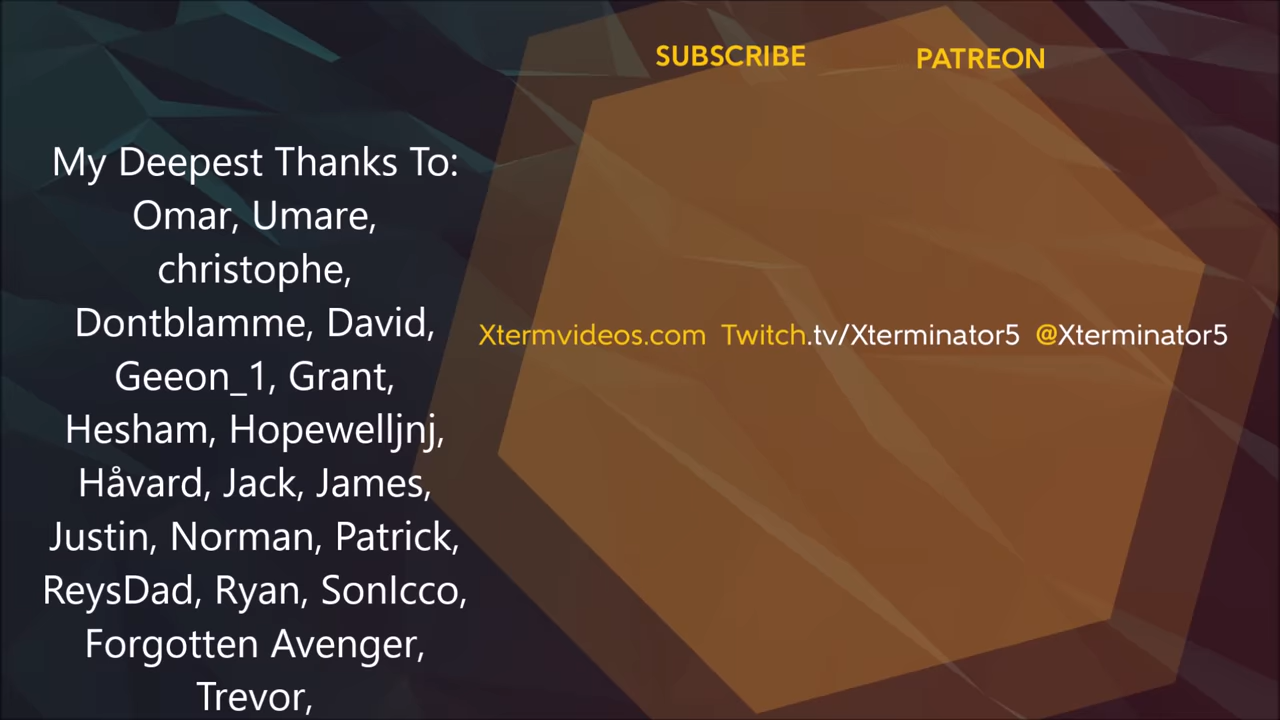 SUBSCRIBE PATREON
My Deepest Thanks To:
Omar, Umare,
christophe,
Dontblamme, David,
Geeon_1, Grant,
Hesham, Hopewelljnj,
Håvard, Jack, James,
Justin, Norman, Patrick,
ReysDad, Ryan, SonIcco,
Forgotten Avenger,
Trevor,
Xtermvideos.com Twitch.tv/Xterminator5 @Xterminator5